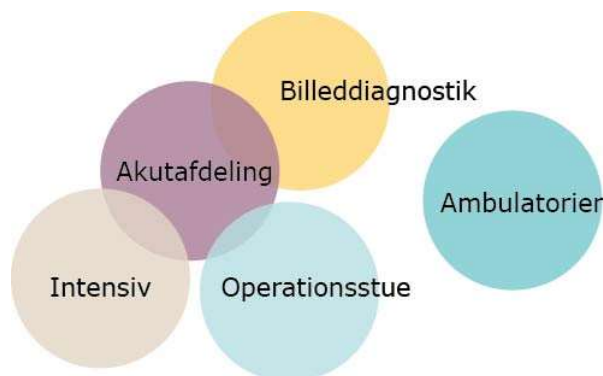 Billeddiagnostik
Akutafdeling
Ambulatorier
Intensiv
Operationsstue